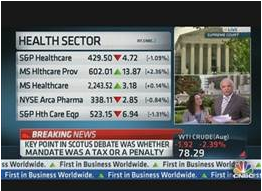 LIVE
SUPREME COURT
HEALTH SECTOR
S&P Healthcare 429.50 ▼ 4.72 (-1.09%)
MS Hlthcare Prov 602.01 ▲ 13.87 (+2.36%)
MS Healthcare 2,243.52 ▲ 3.18 (+0.14%)
NYSE Arca Pharma 338.11 ▼ 2.85 (-0.84%)
S&P Hth Care Eqp 523.15 ▼ 6.94 (-1.31%)
BREAKING NEWS
KEY POINT IN SCOTUS DEBATE WAS WHETHER
MANDATE WAS A TAX OR A PENALTY
WTI CRUDE (Aug)
-1.92 -2.39%
78.29
First in Business Worldwide. First in Business Worldwide. First in Business
CNBC